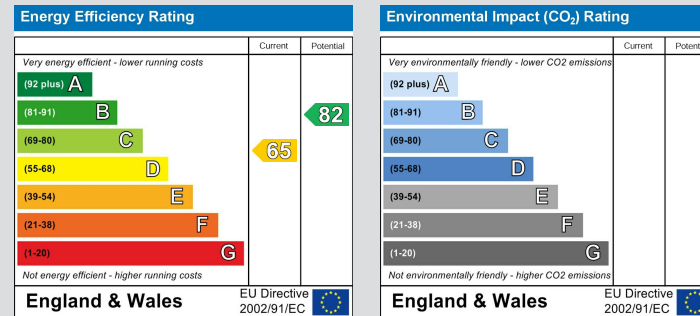 Energy Efficiency Rating
Current Potential
Very energy efficient - lower running costs
(92 plus) A
(81-91) B
82
(69-80) C
65
(55-68) D
(39-54) E
(21-38) F
(1-20) G
Not energy efficient - higher running costs
England & Wales
EU Directive
2002/91/EC
Environmental Impact (CO₂) Rating
Current Potent
Very environmentally friendly - lower CO2 emissions
(92 plus) A
(81-91) B
(69-80) C
(55-68) D
(39-54) E
(21-38) F
(1-20) G
Not environmentally friendly - higher CO2 emissions
England & Wales
EU Directive
2002/91/EC